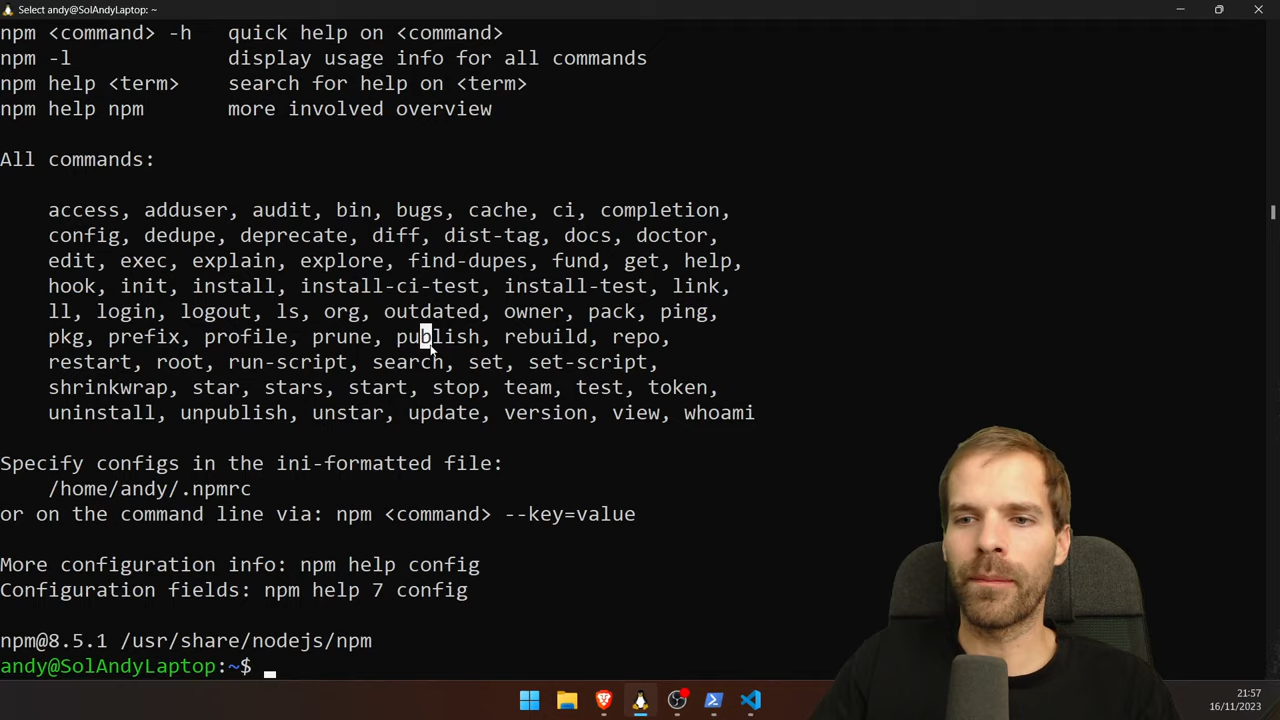 Select andy@SolAndyLaptop: ~
npm <command> -h   quick help on <command>
npm -l             display usage info for all commands
npm help <term>    search for help on <term>
npm help npm       more involved overview
All commands:
access, adduser, audit, bin, bugs, cache, ci, completion,
config, dedupe, deprecate, diff, dist-tag, docs, doctor,
edit, exec, explain, explore, find-dupes, fund, get, help,
hook, init, install, install-ci-test, install-test, link,
ll, login, logout, ls, org, outdated, owner, pack, ping,
pkg, prefix, profile, prune, publish, rebuild, repo,
restart, root, run-script, search, set, set-script,
shrinkwrap, star, stars, start, stop, team, test, token,
uninstall, unpublish, unstar, update, version, view, whoami
Specify configs in the ini-formatted file:
/home/andy/.npmrc
or on the command line via: npm <command> --key=value
More configuration info: npm help config
Configuration fields: npm help 7 config
npm@8.5.1 /usr/share/nodejs/npm
andy@SolAndyLaptop:~$
21:57
16/11/2023